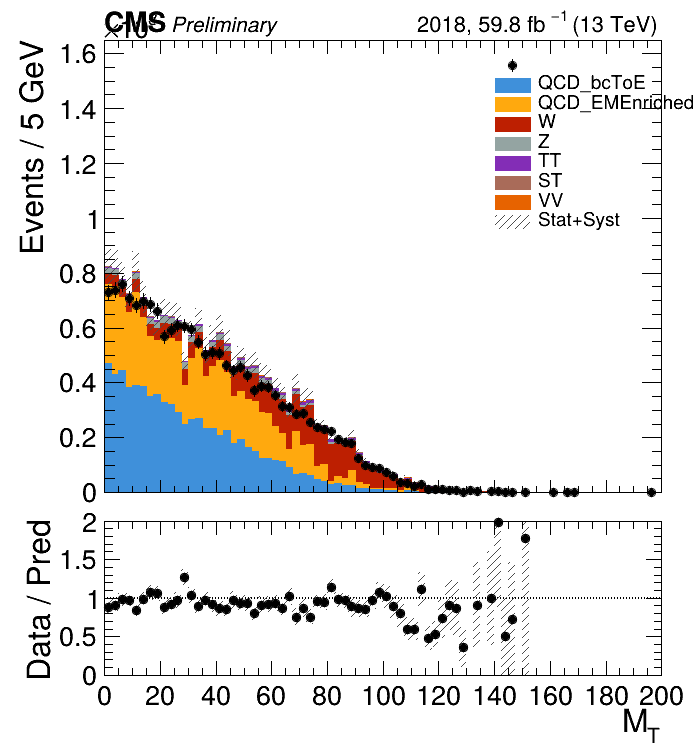 CMS Preliminary 2018, 59.8 fb⁻¹ (13 TeV)
Events / 5 GeV
1.6
1.4
1.2
1
0.8
0.6
0.4
0.2
0
QCD_bcToE
QCD_EMEnriched
W
Z
TT
ST
VV
Stat+Syst
Data / Pred
2
1.5
1
0.5
0
0 20 40 60 80 100 120 140 160 180 200
M_T